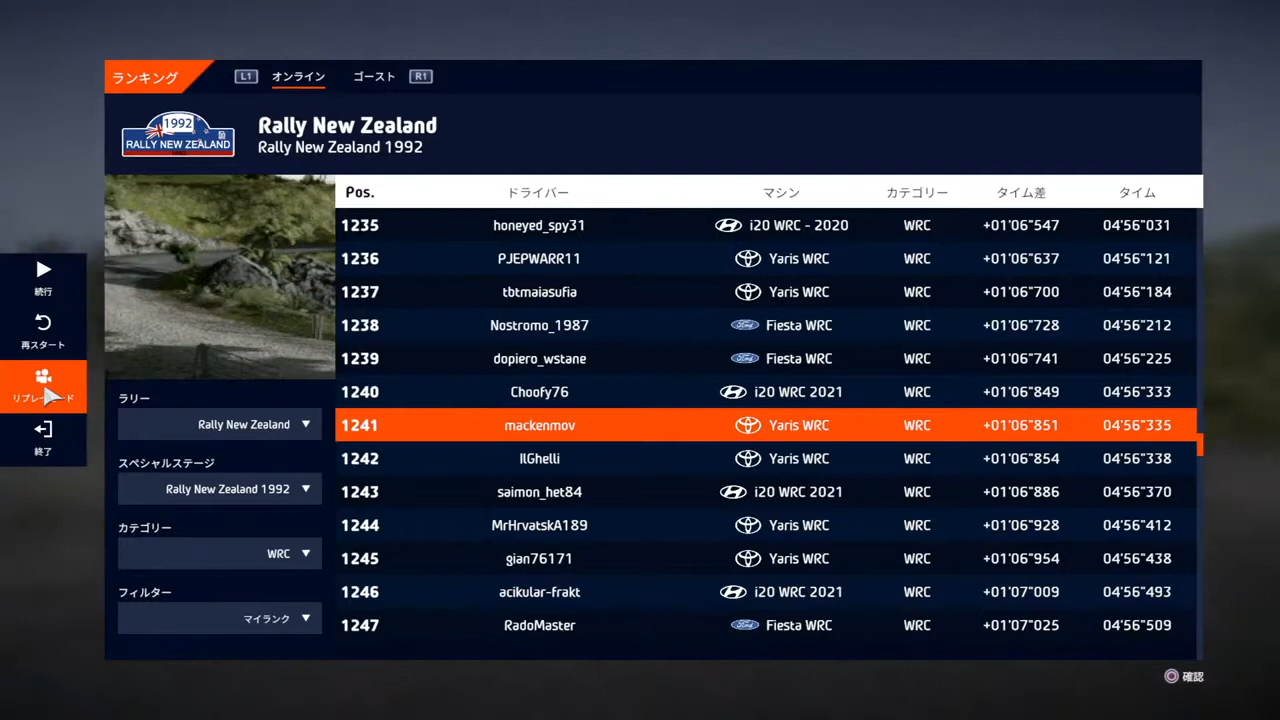 ランキング L1 オンライン ゴースト R1
1992
RALLY NEW ZEALAND
Rally New Zealand
Rally New Zealand 1992
続行
再スタート
終了
ラリー
Rally New Zealand
スペシャルステージ
Rally New Zealand 1992
カテゴリー
WRC
フィルター
マイランク
Pos. ドライバー マシン カテゴリー タイム差 タイム
1235 honeyed_spy31 i20 WRC - 2020 WRC +01'06"547 04'56"031
1236 PJEPWARR11 Yaris WRC WRC +01'06"637 04'56"121
1237 tbtmaiasufia Yaris WRC WRC +01'06"700 04'56"184
1238 Nostromo_1987 Ford Fiesta WRC WRC +01'06"728 04'56"212
1239 dopiero_wstane Ford Fiesta WRC WRC +01'06"741 04'56"225
1240 Choofy76 i20 WRC 2021 WRC +01'06"849 04'56"333
1241 mackenmov Yaris WRC WRC +01'06"851 04'56"335
1242 IlGhelli Yaris WRC WRC +01'06"854 04'56"338
1243 saimon_het84 i20 WRC 2021 WRC +01'06"886 04'56"370
1244 MrHrvatskA189 Yaris WRC WRC +01'06"928 04'56"412
1245 gian76171 Yaris WRC WRC +01'06"954 04'56"438
1246 acikular-frakt i20 WRC 2021 WRC +01'07"009 04'56"493
1247 RadoMaster Ford Fiesta WRC WRC +01'07"025 04'56"509
確認